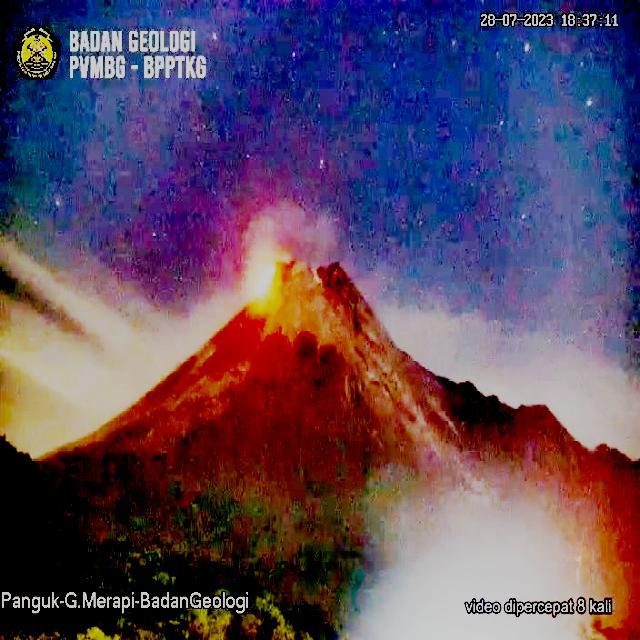 28-07-2023 18:37:11
BADAN GEOLOGI
PVMBG - BPPTKG
Panguk-G.Merapi-BadanGeologi
video dipercepat 8 kali